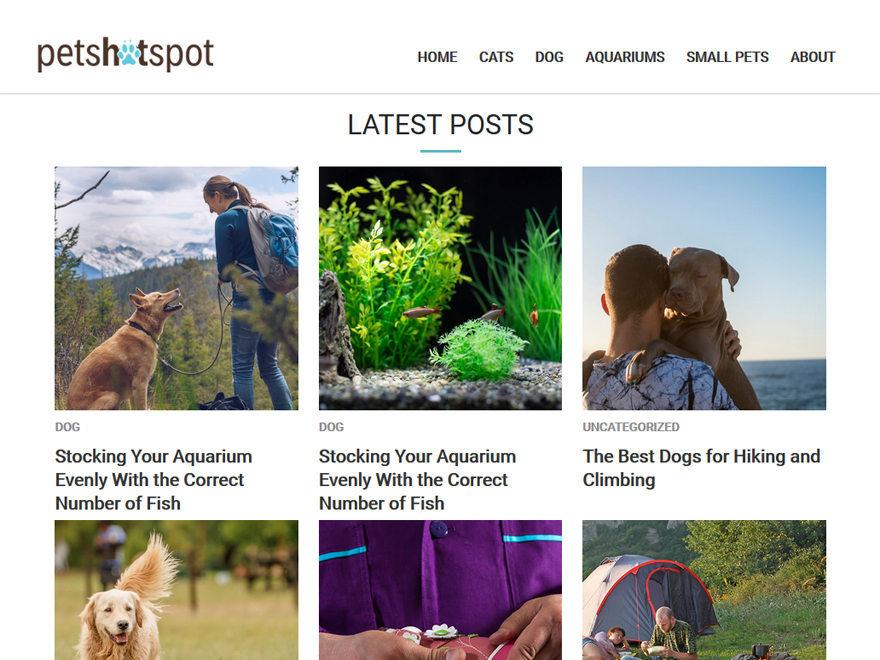 petshotspot
HOME CATS DOG AQUARIUMS SMALL PETS ABOUT
LATEST POSTS
DOG
Stocking Your Aquarium
Evenly With the Correct
Number of Fish
DOG
Stocking Your Aquarium
Evenly With the Correct
Number of Fish
UNCATEGORIZED
The Best Dogs for Hiking and
Climbing